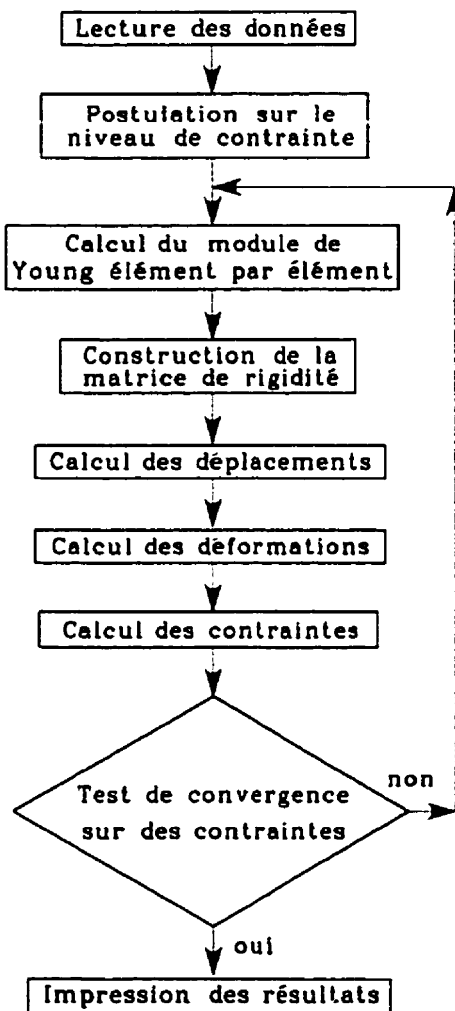 Lecture des données
Postulation sur le
niveau de contrainte
Calcul du module de
Young élément par élément
Construction de la
matrice de rigidité
Calcul des déplacements
Calcul des déformations
Calcul des contraintes
Test de convergence
sur des contraintes
non
oui
Impression des résultats